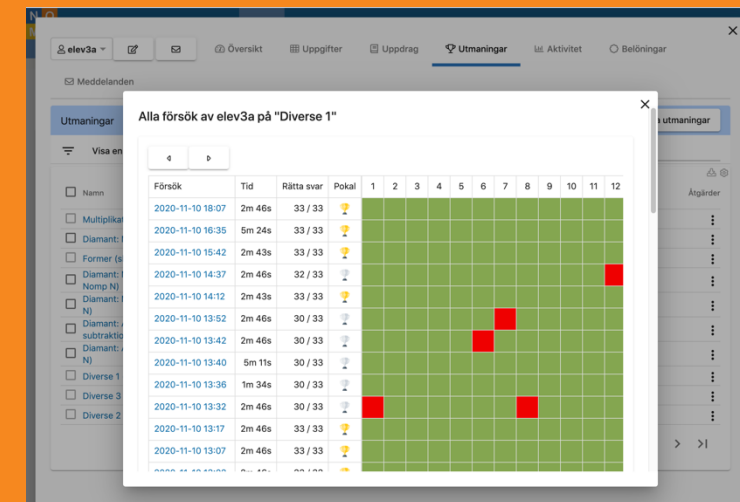 elev3a
Översikt
Uppgifter
Uppdrag
Utmaningar
Aktivitet
Belöningar
Meddelanden
Utmaningar
utmaningar
Visa en
Namn
Åtgärder
Multiplika
Diamant:
Former (s
Diamant:
Nomp N)
Diamant:
N)
Diamant:
subtraktio
Diamant:
N)
Diverse 1
Diverse 3
Diverse 2
Alla försök av elev3a på "Diverse 1"
Försök Tid Rätta svar Pokal 1 2 3 4 5 6 7 8 9 10 11 12
2020-11-10 18:07 2m 46s 33 / 33
2020-11-10 16:35 5m 24s 33 / 33
2020-11-10 15:42 2m 43s 33 / 33
2020-11-10 14:37 2m 46s 32 / 33
2020-11-10 14:12 2m 43s 33 / 33
2020-11-10 13:52 2m 46s 30 / 33
2020-11-10 13:42 2m 46s 30 / 33
2020-11-10 13:40 5m 11s 30 / 33
2020-11-10 13:36 1m 34s 30 / 33
2020-11-10 13:32 2m 46s 30 / 33
2020-11-10 13:17 2m 46s 33 / 33
2020-11-10 13:07 2m 46s 33 / 33